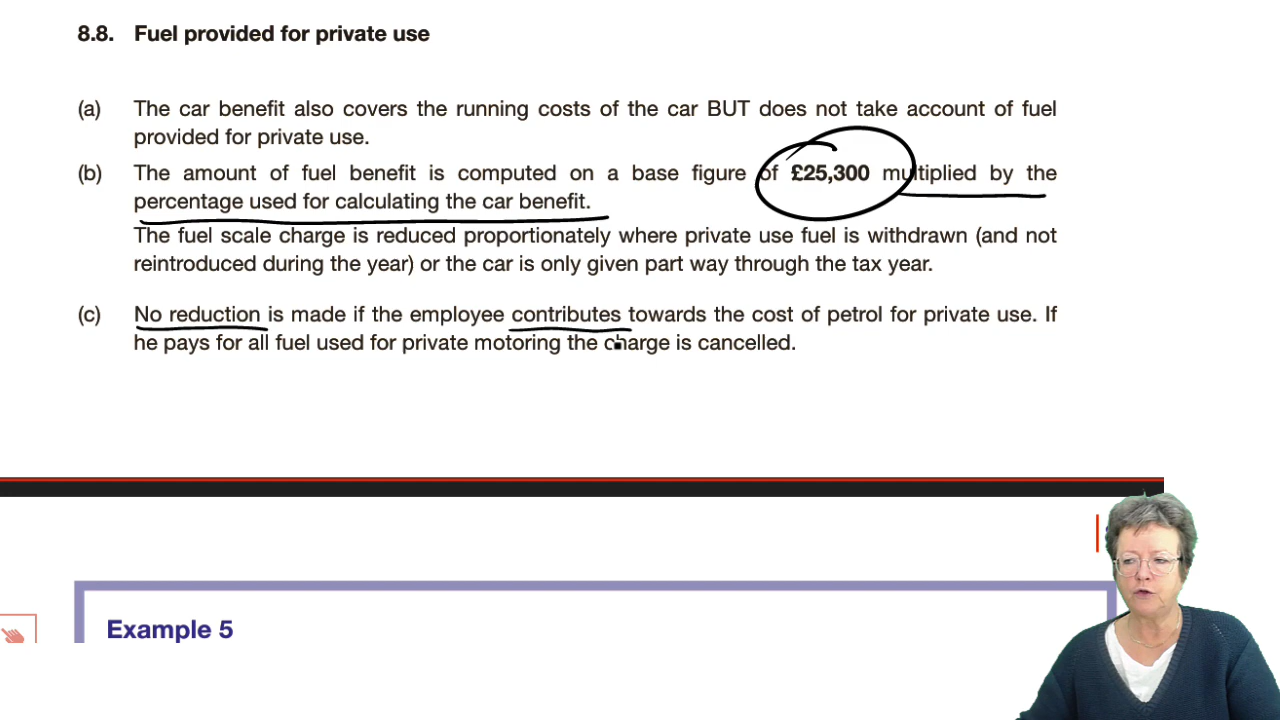 8.8. Fuel provided for private use
(a) The car benefit also covers the running costs of the car BUT does not take account of fuel
provided for private use.
(b) The amount of fuel benefit is computed on a base figure of £25,300 multiplied by the
percentage used for calculating the car benefit.
The fuel scale charge is reduced proportionately where private use fuel is withdrawn (and not
reintroduced during the year) or the car is only given part way through the tax year.
(c) No reduction is made if the employee contributes towards the cost of petrol for private use. If
he pays for all fuel used for private motoring the charge is cancelled.
Example 5